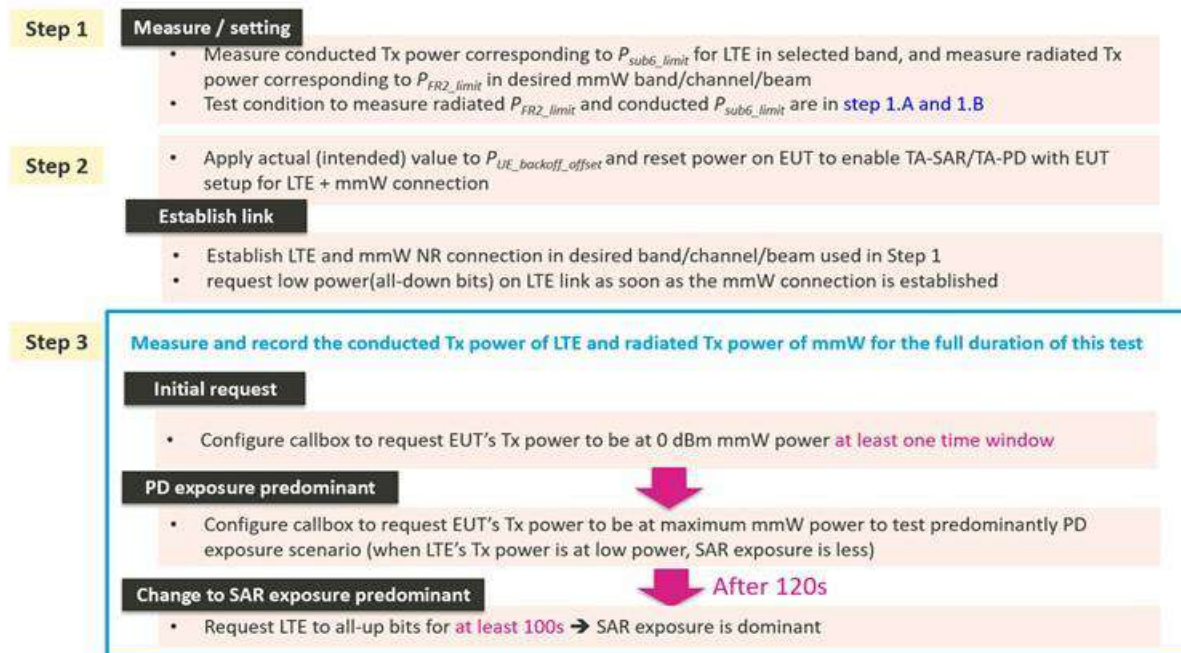 Step 1
Measure / setting
• Measure conducted Tx power corresponding to P_sub6_limit for LTE in selected band, and measure radiated Tx
power corresponding to P_FR2_limit in desired mmW band/channel/beam
• Test condition to measure radiated P_FR2_limit and conducted P_sub6_limit are in step 1.A and 1.B
Step 2
• Apply actual (intended) value to P_UE_backoff_offset and reset power on EUT to enable TA-SAR/TA-PD with EUT
setup for LTE + mmW connection
Establish link
• Establish LTE and mmW NR connection in desired band/channel/beam used in Step 1
• request low power(all-down bits) on LTE link as soon as the mmW connection is established
Step 3
Measure and record the conducted Tx power of LTE and radiated Tx power of mmW for the full duration of this test
Initial request
• Configure callbox to request EUT's Tx power to be at 0 dBm mmW power at least one time window
PD exposure predominant
• Configure callbox to request EUT's Tx power to be at maximum mmW power to test predominantly PD
exposure scenario (when LTE's Tx power is at low power, SAR exposure is less)
After 120s
Change to SAR exposure predominant
• Request LTE to all-up bits for at least 100s ➔ SAR exposure is dominant